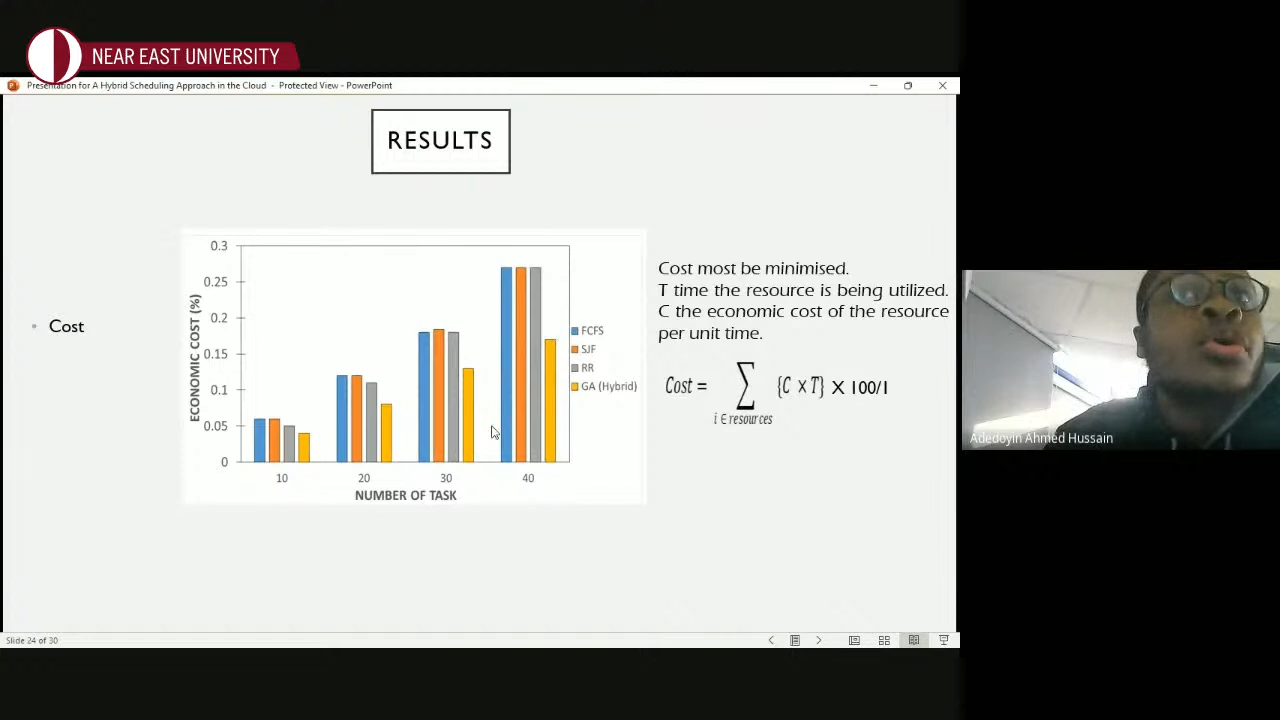 NEAR EAST UNIVERSITY
Presentation for A Hybrid Scheduling Approach in the Cloud - Protected View - PowerPoint
RESULTS
Cost
ECONOMIC COST (%)
0.3
0.25
0.2
0.15
0.1
0.05
0
10 20 30 40
NUMBER OF TASK
FCFS
SJF
RR
GA (Hybrid)
Cost most be minimised.
T time the resource is being utilized.
C the economic cost of the resource
per unit time.
Cost = ∑ {C × T} X 100/1
i ∈ resources
Adedoyin Ahmed Hussain
Slide 24 of 30